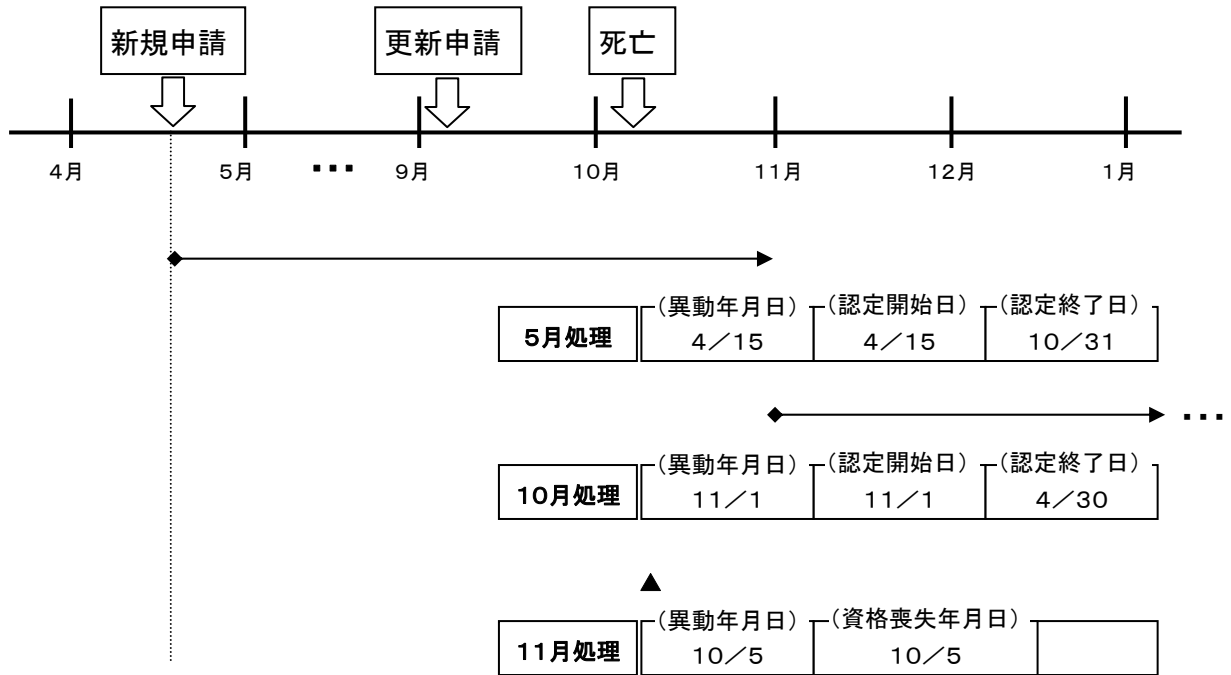 新規申請 更新申請 死亡
4月 5月 ・・・ 9月 10月 11月 12月 1月
(異動年月日) (認定開始日) (認定終了日)
5月処理 4／15 4／15 10／31
・・・
(異動年月日) (認定開始日) (認定終了日)
10月処理 11／1 11／1 4／30
(異動年月日) (資格喪失年月日)
11月処理 10／5 10／5